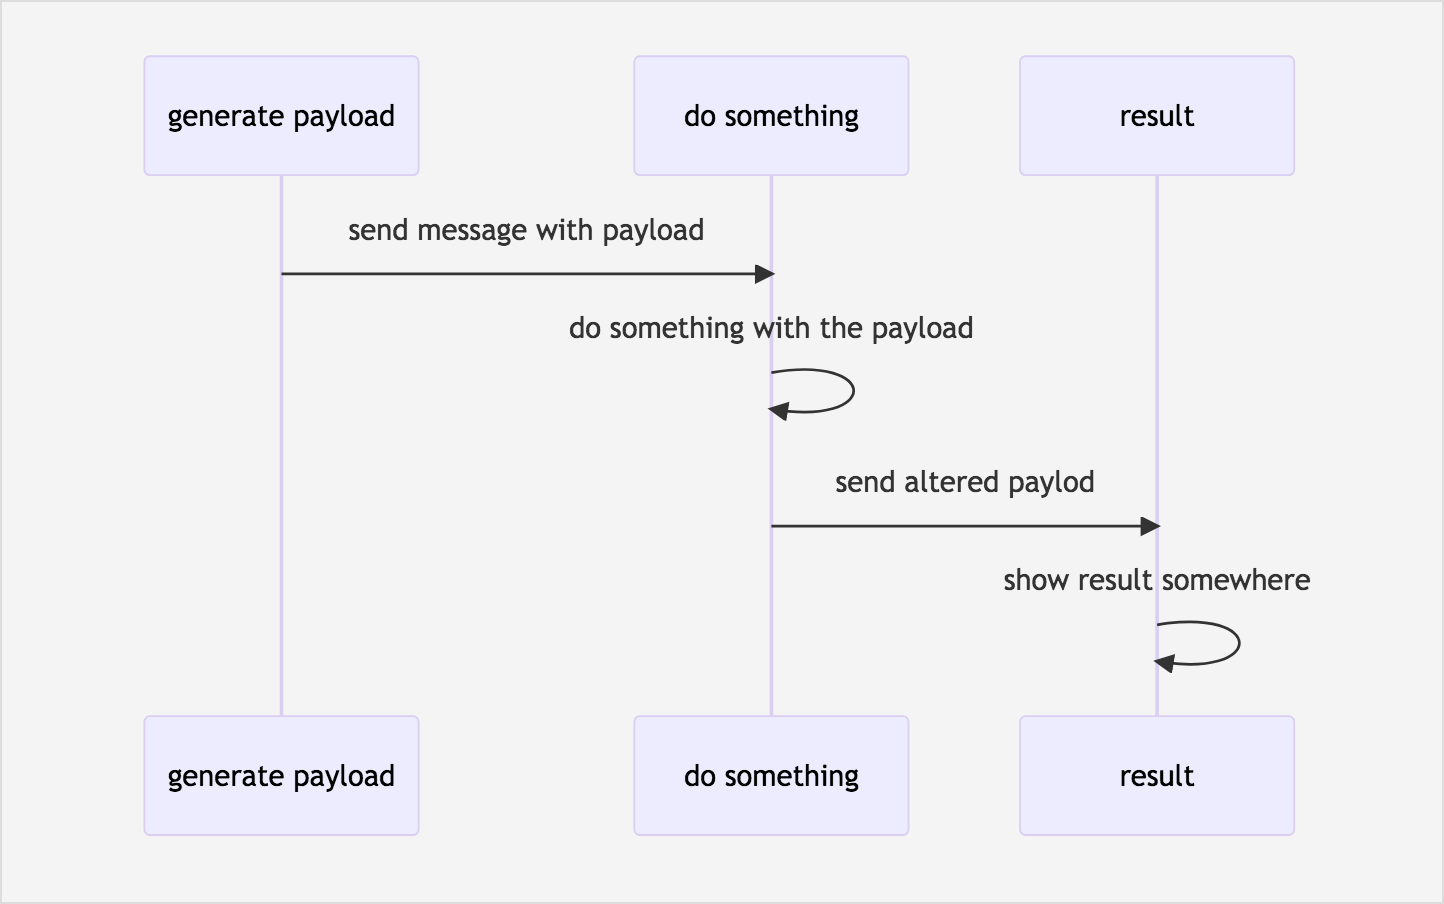 generate payload
do something
result
send message with payload
do something with the payload
send altered paylod
show result somewhere
generate payload
do something
result